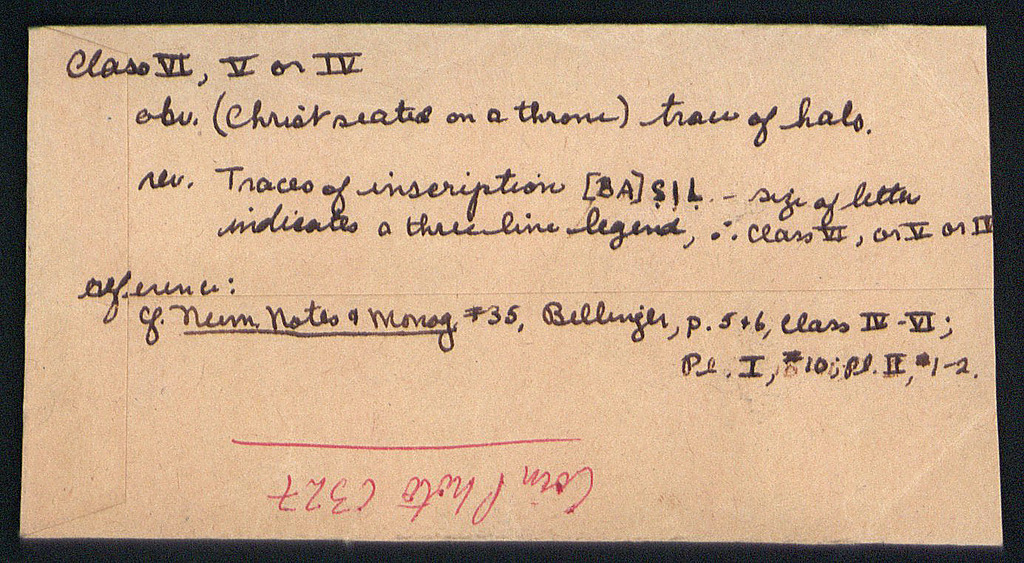 Class VI, V or IV
obv. (Christ seated on a throne) trace of halo.
rev. Traces of inscription [BA]SIL - size of letter
indicates a three-line legend, ∴ Class VI, or V or IV
reference:
cf. Num. Notes & Monog. #35, Bellinger, p. 5+6, Class IV-VI;
Pl. I, #10; Pl. II, #1-2.
Coin Photo C327